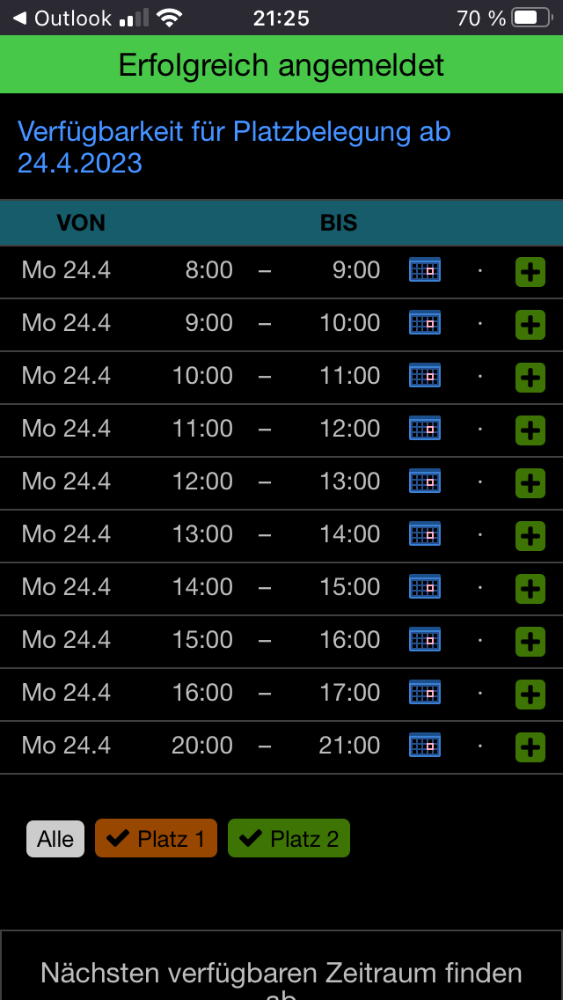 ◀ Outlook 21:25 70 %
Erfolgreich angemeldet
Verfügbarkeit für Platzbelegung ab
24.4.2023
VON BIS
Mo 24.4 8:00 – 9:00 ·
Mo 24.4 9:00 – 10:00 ·
Mo 24.4 10:00 – 11:00 ·
Mo 24.4 11:00 – 12:00 ·
Mo 24.4 12:00 – 13:00 ·
Mo 24.4 13:00 – 14:00 ·
Mo 24.4 14:00 – 15:00 ·
Mo 24.4 15:00 – 16:00 ·
Mo 24.4 16:00 – 17:00 ·
Mo 24.4 20:00 – 21:00 ·
Alle ✔ Platz 1 ✔ Platz 2
Nächsten verfügbaren Zeitraum finden
ab